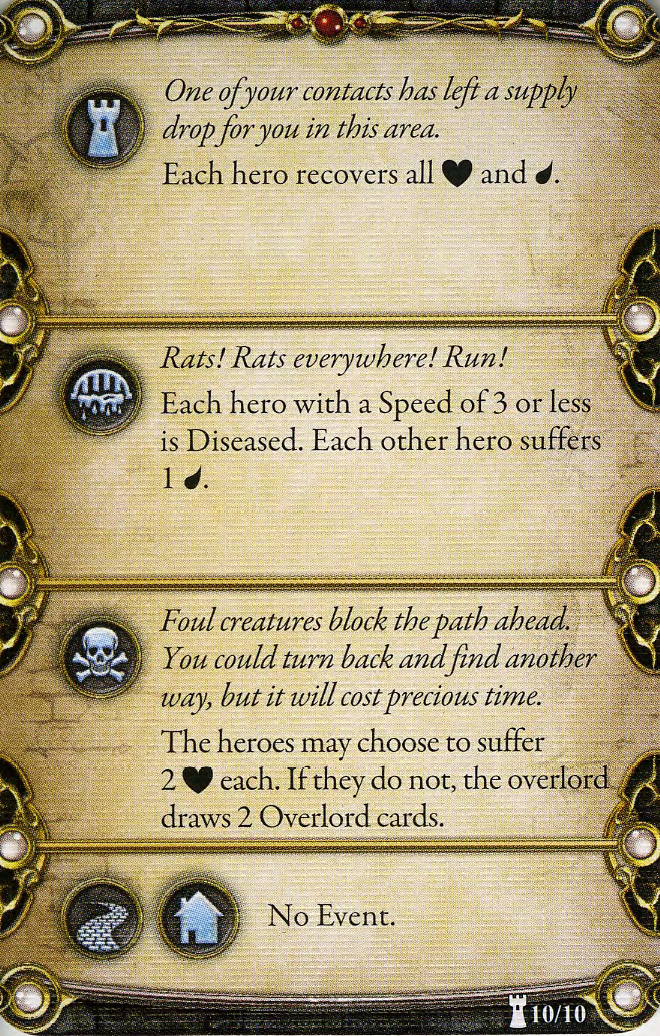 One of your contacts has left a supply
drop for you in this area.
Each hero recovers all and .
Rats! Rats everywhere! Run!
Each hero with a Speed of 3 or less
is Diseased. Each other hero suffers
1 .
Foul creatures block the path ahead.
You could turn back and find another
way, but it will cost precious time.
The heroes may choose to suffer
2 each. If they do not, the overlord
draws 2 Overlord cards.
No Event.
10/10